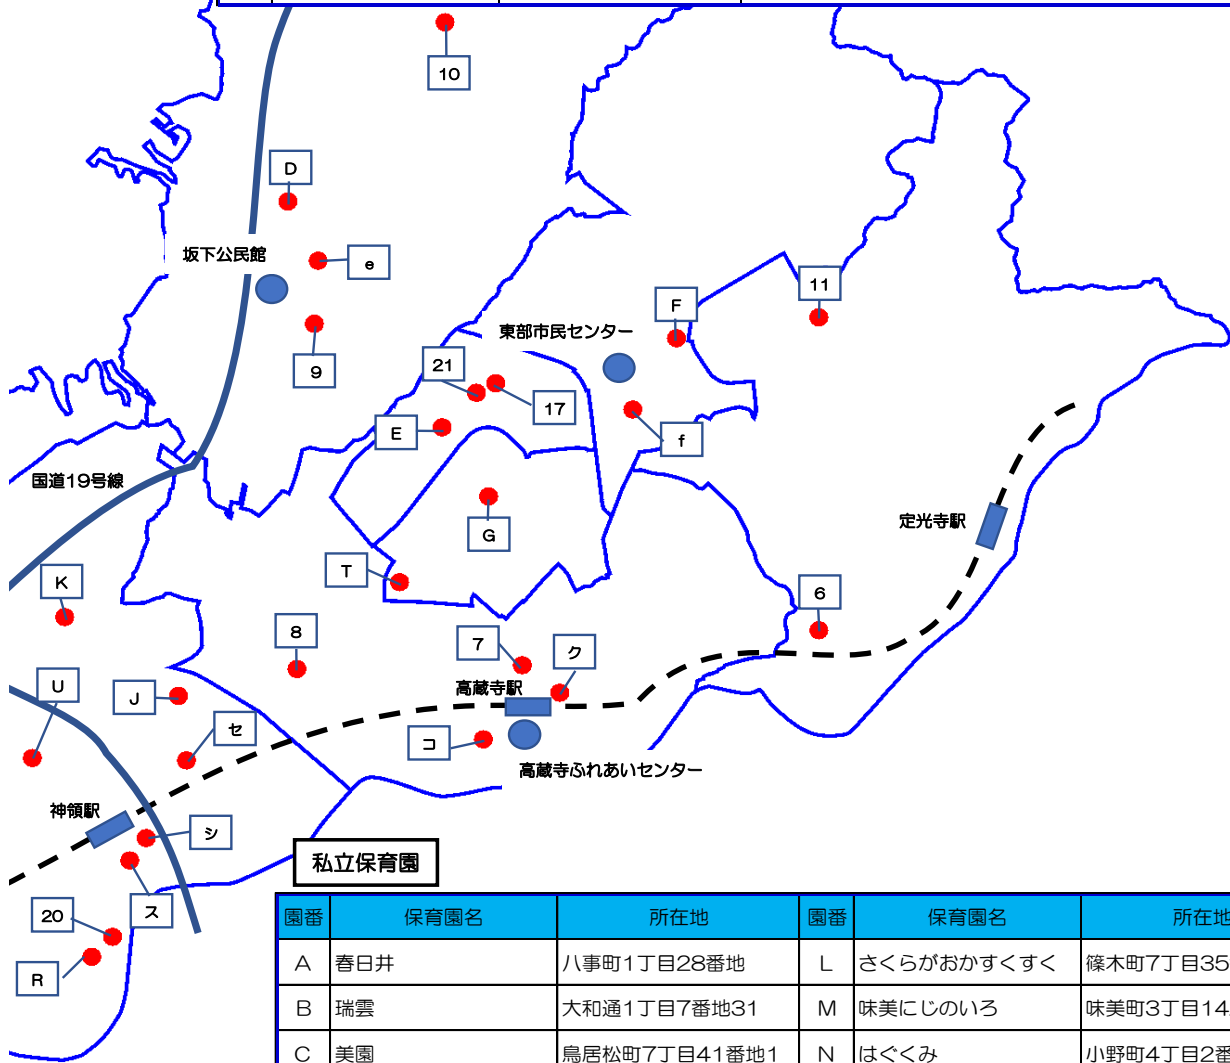 10
D
坂下公民館
e
11
F
東部市民センター
9
21
17
E
f
国道19号線
G
定光寺駅
T
K
6
8
7
ク
U
J
高蔵寺駅
セ
コ
高蔵寺ふれあいセンター
神領駅
シ
私立保育園
ス
20
R
園番 保育園名 所在地 園番 保育園名 所在地
A 春日井 八事町1丁目28番地 L さくらがおかすくすく 篠木町7丁目35
B 瑞雲 大和通1丁目7番地31 M 味美にじのいろ 味美町3丁目14
C 美園 鳥居松町7丁目41番地1 N はぐくみ 小野町4丁目2番